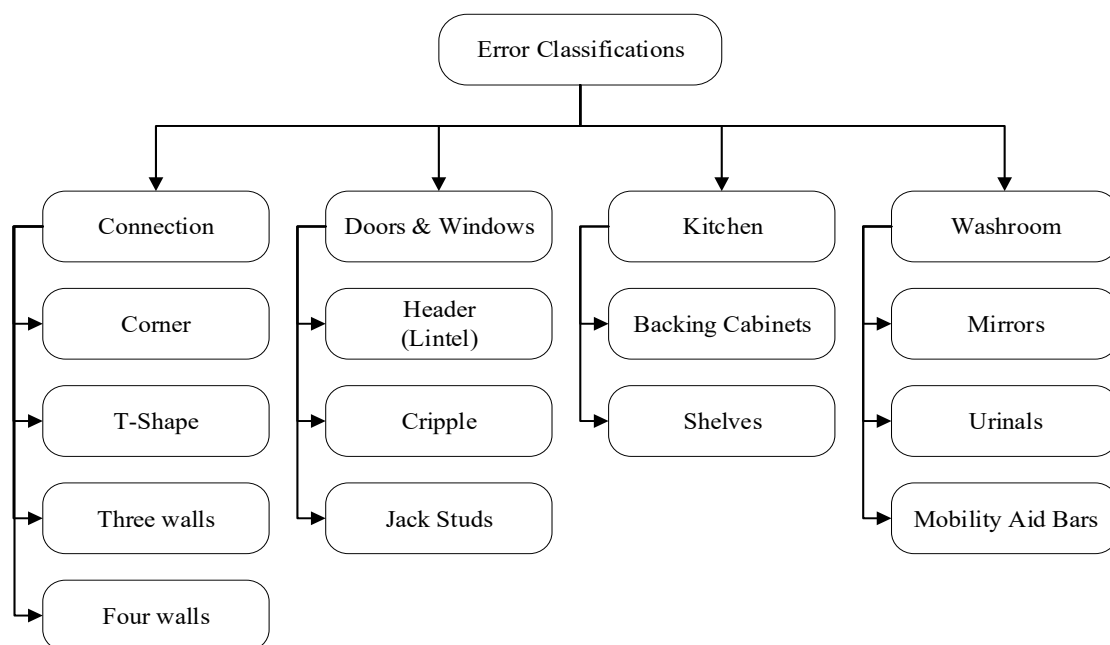 Error Classifications
Connection
Corner
T-Shape
Three walls
Four walls
Doors & Windows
Header
(Lintel)
Cripple
Jack Studs
Kitchen
Backing Cabinets
Shelves
Washroom
Mirrors
Urinals
Mobility Aid Bars